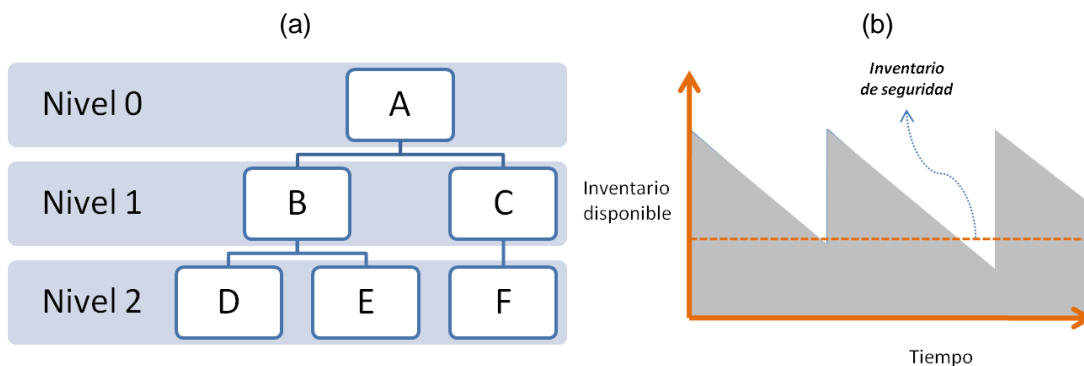 (a)
Nivel 0
A
Nivel 1
B
C
Nivel 2
D
E
F
(b)
Inventario
de seguridad
Inventario
disponible
Tiempo